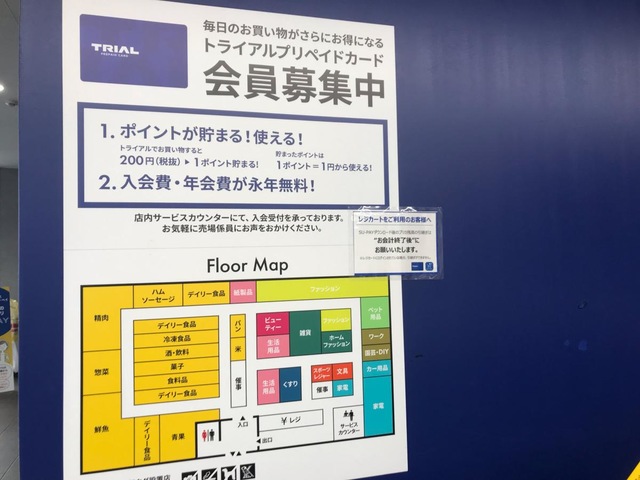 TRIAL
PREPAID CARD
毎日のお買い物がさらにお得になる
トライアルプリペイドカード
会員募集中
1. ポイントが貯まる！使える！
トライアルでお買い物すると
200円(税抜)▶1ポイント貯まる!
貯まったポイントは
1ポイント＝1円から使える!
2. 入会費・年会費が永年無料！
店内サービスカウンターにて、入会受付を承っております。
お気軽に売場係員にお声をおかけください。
レジカートをご利用のお客様へ
"お会計終了後"に
お願いいたします。
Floor Map
ハム
ソーセージ
デイリー食品
紙製品
ファッション
精肉
惣菜
鮮魚
デイリー食品
冷凍食品
酒・飲料
菓子
食料品
デイリー食品
パン
米
催事
ビュー
ティー
生活
用品
雑貨
ファッション
ホーム
ファッション
ペット
用品
ワーク
園芸・DIY
カー用品
家電
生活
用品
くすり
スポーツ
レジャー
文具
催事
家電
デイリー食品
青果
入口
出口
￥レジ
サービス
カウンター